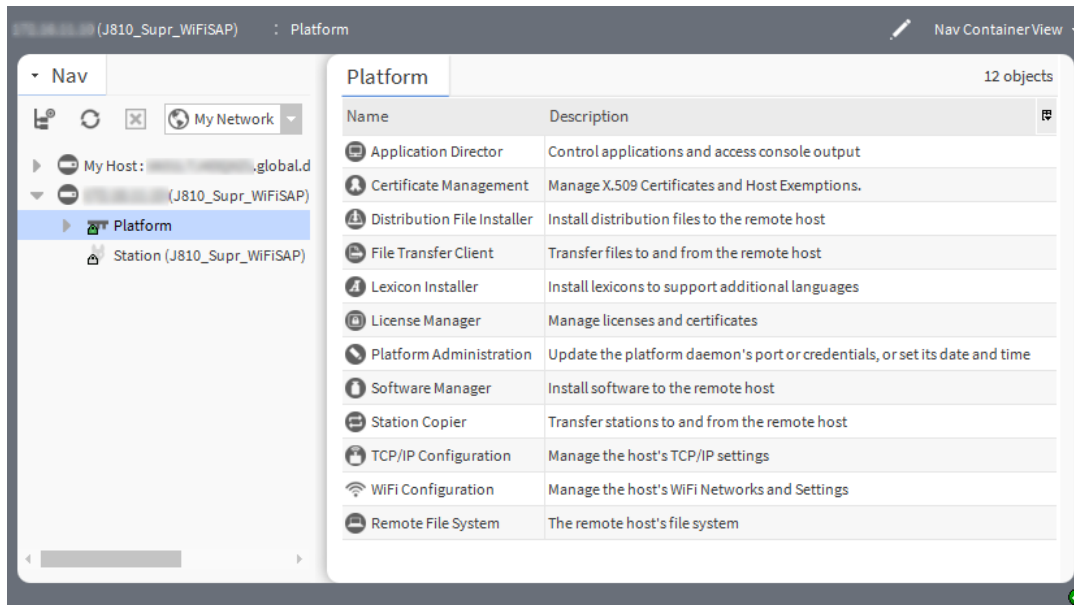 (J810_Supr_WiFiSAP) : Platform Nav Container View
Nav
My Network
My Host : .global.d
(J810_Supr_WiFiSAP)
Platform
Station (J810_Supr_WiFiSAP)
Platform 12 objects
Name Description
Application Director Control applications and access console output
Certificate Management Manage X.509 Certificates and Host Exemptions.
Distribution File Installer Install distribution files to the remote host
File Transfer Client Transfer files to and from the remote host
Lexicon Installer Install lexicons to support additional languages
License Manager Manage licenses and certificates
Platform Administration Update the platform daemon's port or credentials, or set its date and time
Software Manager Install software to the remote host
Station Copier Transfer stations to and from the remote host
TCP/IP Configuration Manage the host's TCP/IP settings
WiFi Configuration Manage the host's WiFi Networks and Settings
Remote File System The remote host's file system